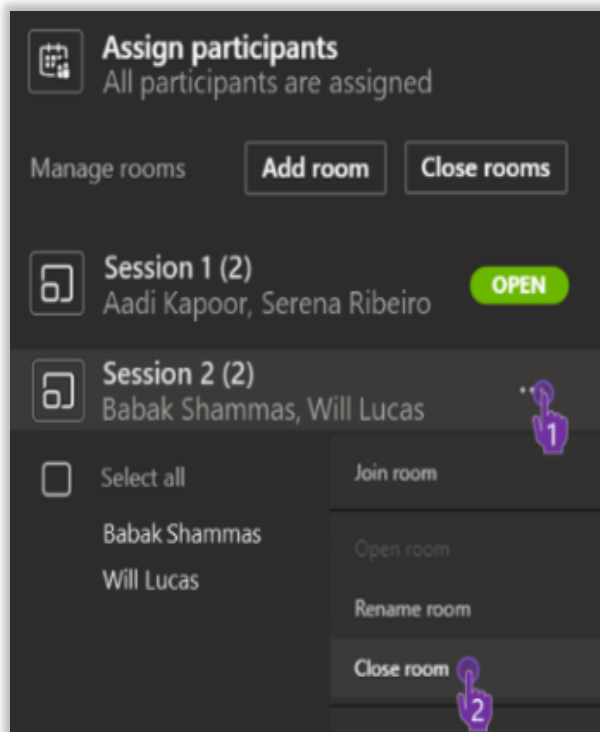 Assign participants
All participants are assigned
Manage rooms Add room Close rooms
Session 1 (2)
Aadi Kapoor, Serena Ribeiro OPEN
Session 2 (2)
Babak Shammas, Will Lucas
1
Select all
Babak Shammas
Will Lucas
Join room
Open room
Rename room
Close room
2